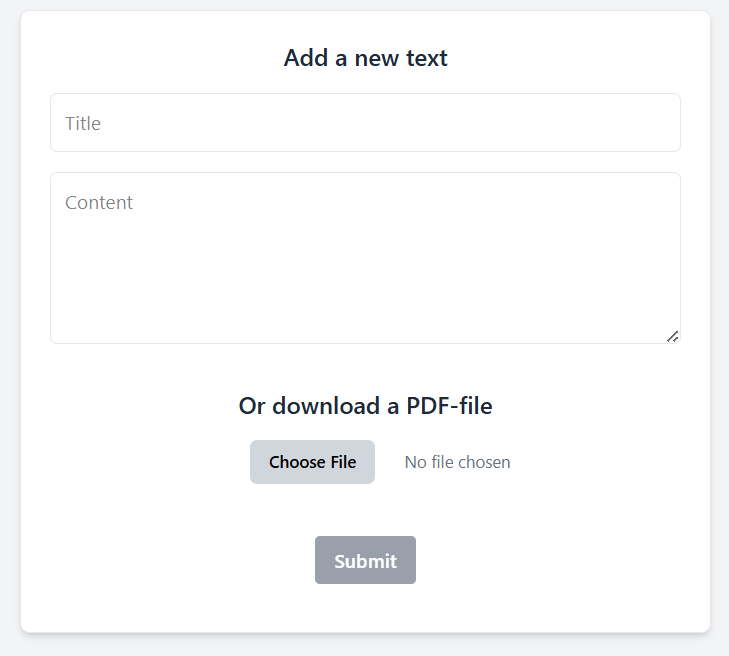 Add a new text
Title
Content
Or download a PDF-file
Choose File No file chosen
Submit